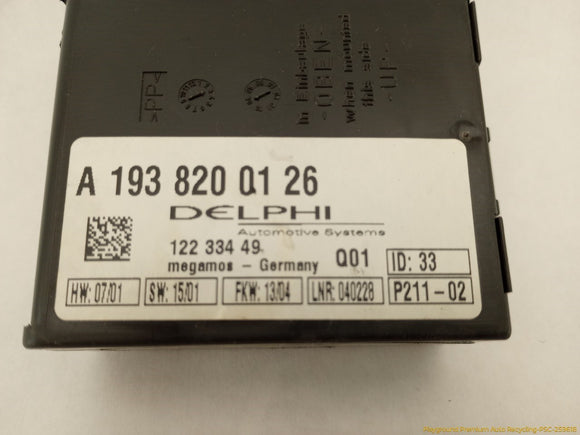 >PP<
in Einbaulage
-OBEN-
when mounted
this side
-UP-
A 193 820 01 26
DELPHI
Automotive Systems
122 334 49
megamos - Germany
Q01
ID: 33
HW: 07/01
SW: 15/01
FKW: 13/04
LNR: 040228
P211-02